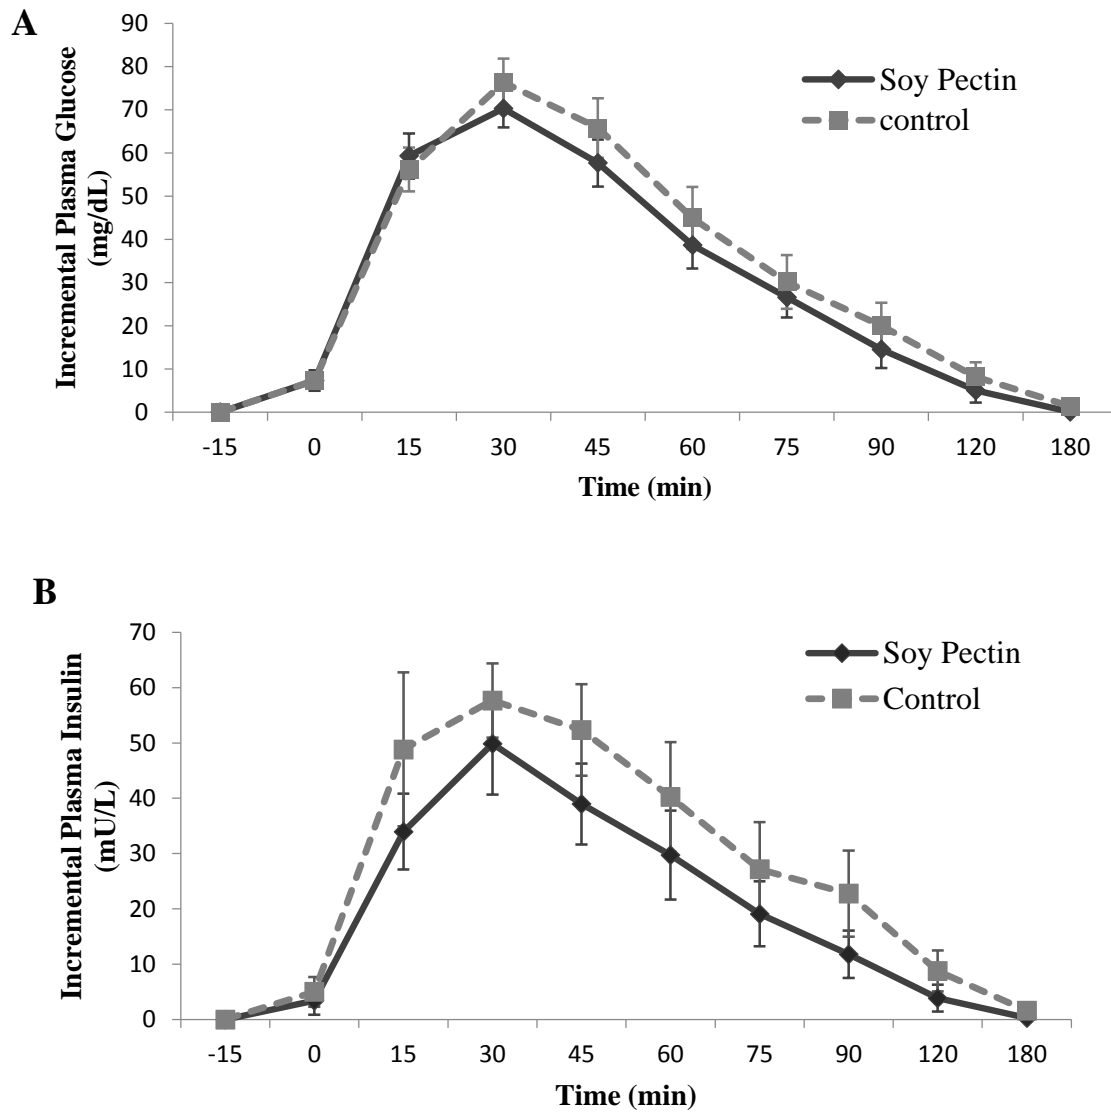 A
Incremental Plasma Glucose
(mg/dL)
90
80
70
60
50
40
30
20
10
0
Soy Pectin
control
-15 0 15 30 45 60 75 90 120 180
Time (min)
B
Incremental Plasma Insulin
(mU/L)
70
60
50
40
30
20
10
0
Soy Pectin
Control
-15 0 15 30 45 60 75 90 120 180
Time (min)